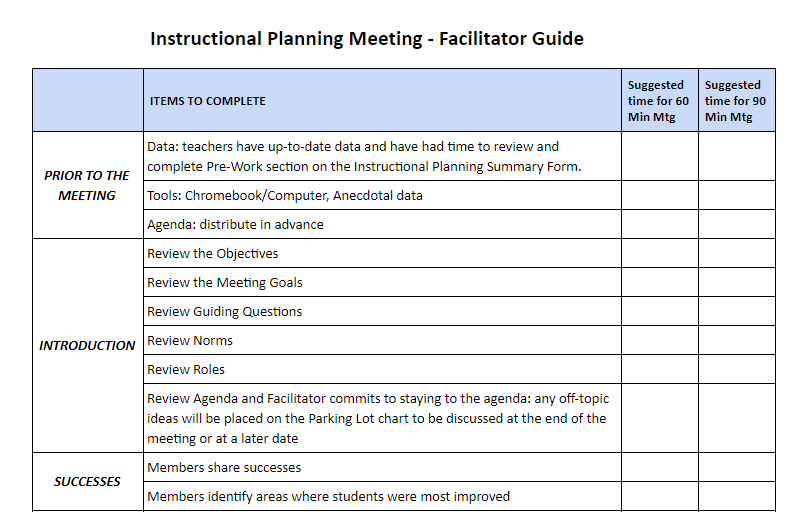 Instructional Planning Meeting - Facilitator Guide
ITEMS TO COMPLETE
Suggested
time for 60
Min Mtg
Suggested
time for 90
Min Mtg
PRIOR TO THE
MEETING
Data: teachers have up-to-date data and have had time to review and
complete Pre-Work section on the Instructional Planning Summary Form.
Tools: Chromebook/Computer, Anecdotal data
Agenda: distribute in advance
INTRODUCTION
Review the Objectives
Review the Meeting Goals
Review Guiding Questions
Review Norms
Review Roles
Review Agenda and Facilitator commits to staying to the agenda: any off-topic
ideas will be placed on the Parking Lot chart to be discussed at the end of the
meeting or at a later date
SUCCESSES
Members share successes
Members identify areas where students were most improved